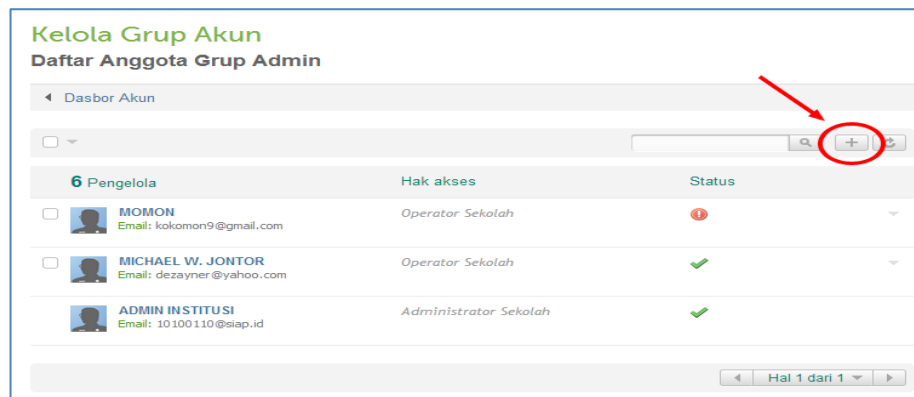 Kelola Grup Akun
Daftar Anggota Grup Admin
Dasbor Akun
6 Pengelola Hak akses Status
MOMON Operator Sekolah
Email: kokomon9@gmail.com
MICHAEL W. JONTOR Operator Sekolah
Email: dezayner@yahoo.com
ADMIN INSTITUSI Administrator Sekolah
Email: 10100110@siap.id
Hal 1 dari 1